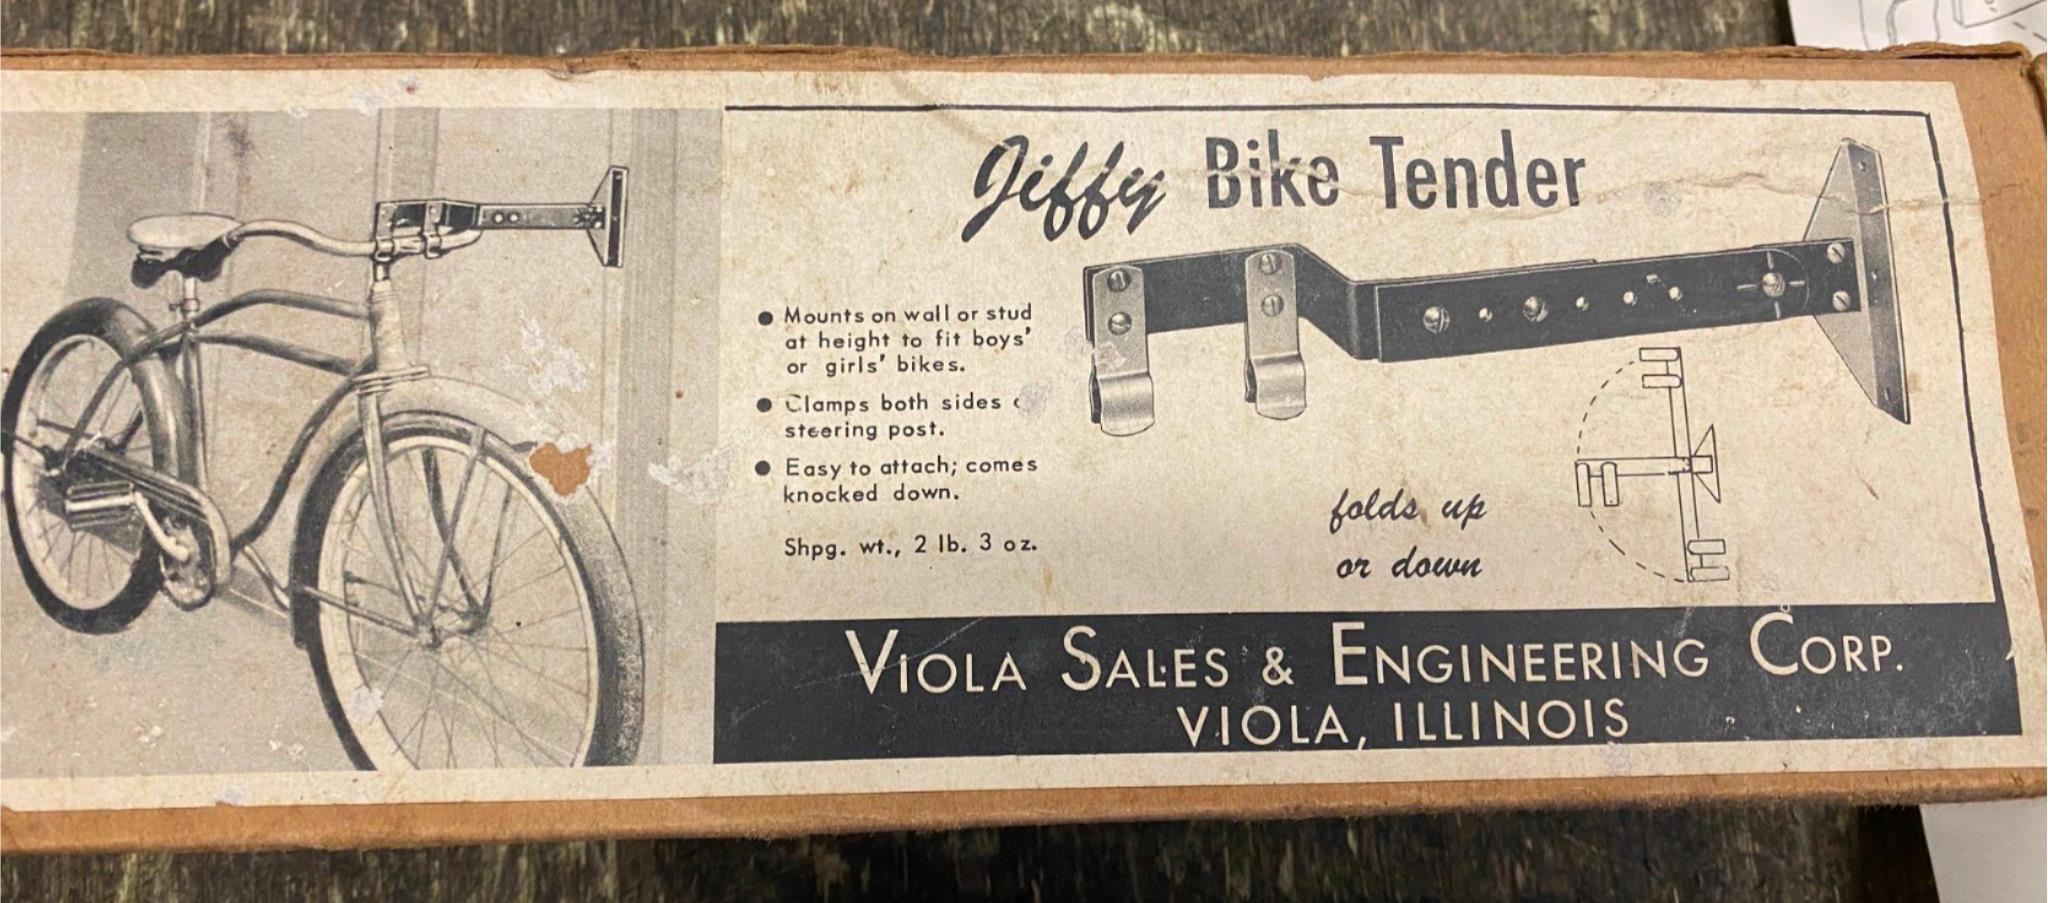 Jiffy Bike Tender
● Mounts on wall or stud
at height to fit boys'
or girls' bikes.
● Clamps both sides
steering post.
● Easy to attach; comes
knocked down.
Shpg. wt., 2 lb. 3 oz.
folds up
or down
VIOLA SALES & ENGINEERING CORP.
VIOLA, ILLINOIS